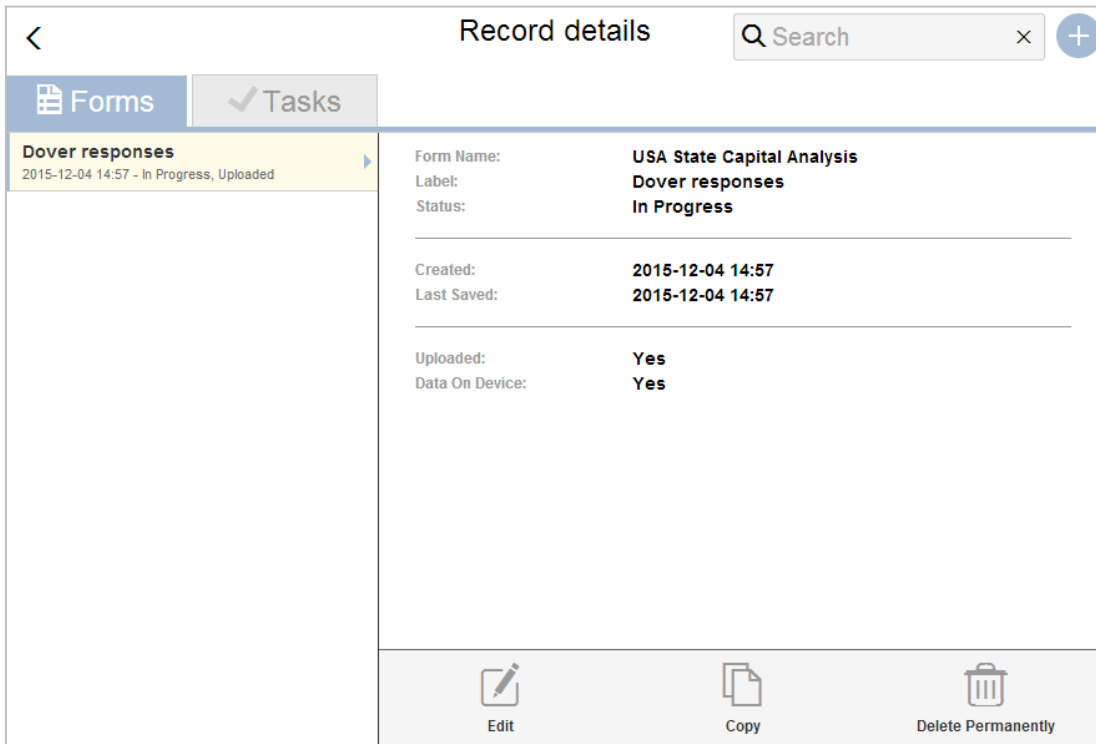 Record details
Search
Forms
Tasks
Dover responses
2015-12-04 14:57 - In Progress, Uploaded
Form Name: USA State Capital Analysis
Label: Dover responses
Status: In Progress
Created: 2015-12-04 14:57
Last Saved: 2015-12-04 14:57
Uploaded: Yes
Data On Device: Yes
Edit
Copy
Delete Permanently